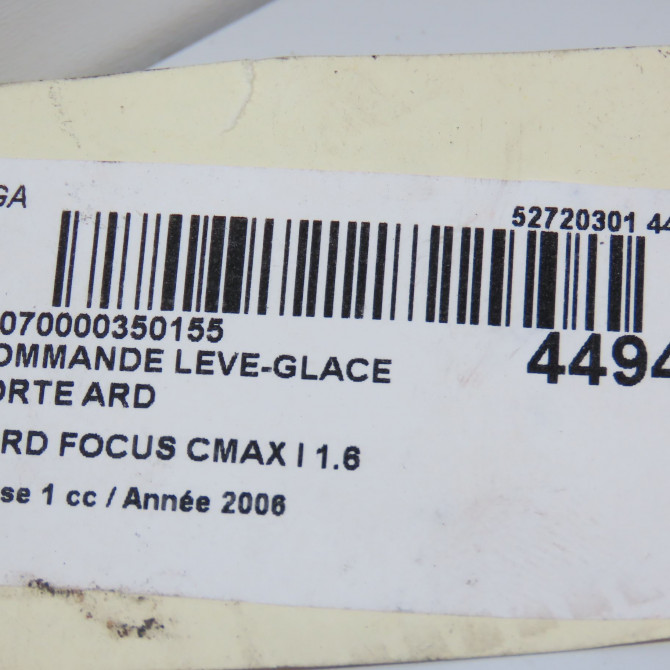 GA
52720301 44
070000350155
OMMANDE LEVE-GLACE
4494
ORTE ARD
RD FOCUS CMAX I 1.6
se 1 cc / Année 2006